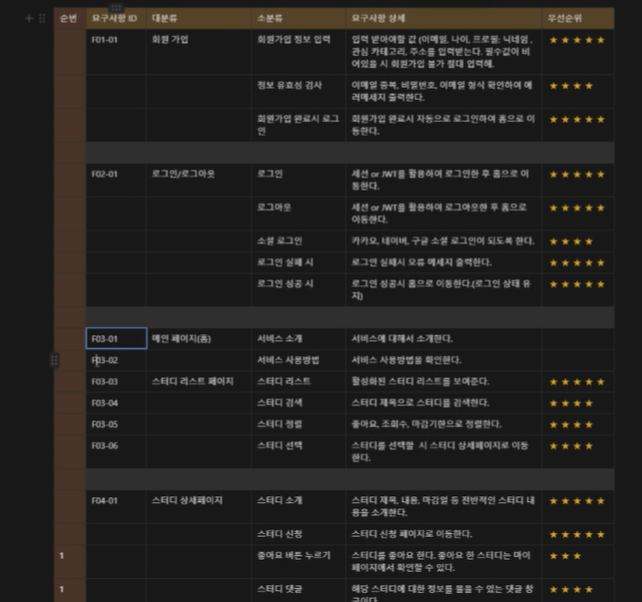 순번 요구사항 ID 대분류 소분류 요구사항 상세 우선순위
F01-01 회원 가입 회원가입 정보 입력 입력 받아야할 값 (이메일, 나이, 프로필: 닉네임,
관심 카테고리, 주소를 입력받는다. 필수값이 비
어있을 시 회원가입 불가 절대 입력해. ★★★★★
정보 유효성 검사 이메일 중복, 비밀번호, 이메일 형식 확인하여 에
러메세지 출력한다. ★★★★
회원가입 완료시 로그
인 회원가입 완료시 자동으로 로그인하여 홈으로 이
동한다. ★★★★★
F02-01 로그인/로그아웃 로그인 세션 or JWT를 활용하여 로그인한 후 홈으로 이
동한다. ★★★★★
로그아웃 세션 or JWT를 활용하여 로그아웃한 후 홈으로
이동한다. ★★★★★
소셜 로그인 카카오, 네이버, 구글 소셜 로그인이 되도록 한다. ★★★★
로그인 실패 시 로그인 실패시 오류 메세지 출력한다. ★★★★★
로그인 성공 시 로그인 성공시 홈으로 이동한다.(로그인 상태 유
지) ★★★★★
F03-01 메인 페이지(홈) 서비스 소개 서비스에 대해서 소개한다.
F03-02 서비스 사용방법 서비스 사용방법을 확인한다.
F03-03 스터디 리스트 페이지 스터디 리스트 활성화된 스터디 리스트를 보여준다. ★★★★★
F03-04 스터디 검색 스터디 제목으로 스터디를 검색한다. ★★★★
F03-05 스터디 정렬 좋아요, 조회수, 마감기한으로 정렬한다. ★★★★
F03-06 스터디 선택 스터디를 선택할 시 스터디 상세페이지로 이동
한다. ★★★★
F04-01 스터디 상세페이지 스터디 소개 스터디 제목, 내용, 마감일 등 전반적인 스터디 내
용을 소개한다. ★★★★★
스터디 신청 스터디 신청 페이지로 이동한다. ★★★★★
1 좋아요 버튼 누르기 스터디를 좋아요 한다. 좋아요 한 스터디는 마이
페이지에서 확인할 수 있다. ★★★
1 스터디 댓글 해당 스터디에 대한 정보를 물을 수 있는 댓글 창
★★★★